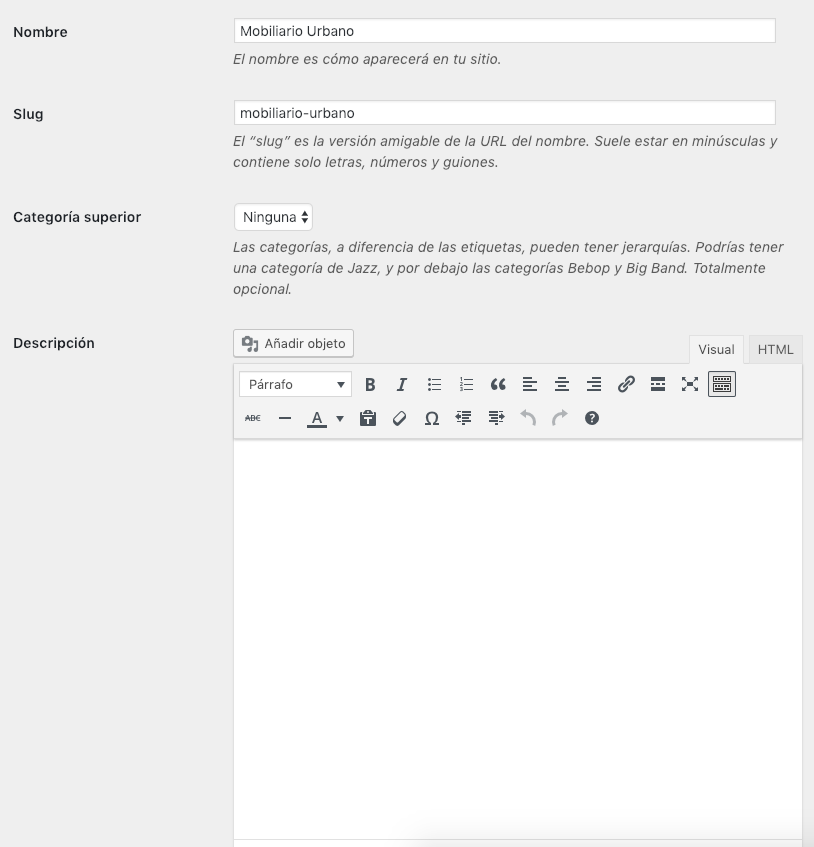 Nombre
Mobiliario Urbano
El nombre es cómo aparecerá en tu sitio.
Slug
mobiliario-urbano
El “slug” es la versión amigable de la URL del nombre. Suele estar en minúsculas y
contiene solo letras, números y guiones.
Categoría superior
Ninguna
Las categorías, a diferencia de las etiquetas, pueden tener jerarquías. Podrías tener
una categoría de Jazz, y por debajo las categorías Bebop y Big Band. Totalmente
opcional.
Descripción
Añadir objeto
Visual
HTML
Párrafo
B
I
ABC
A
Ω